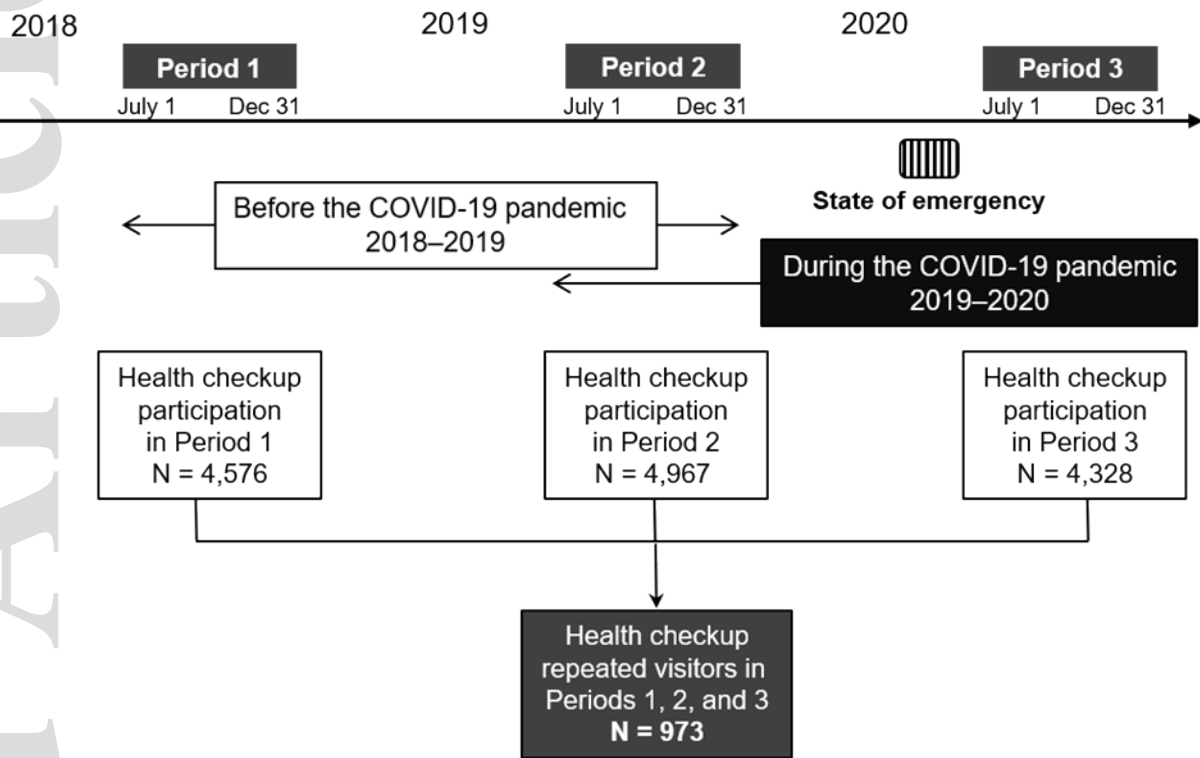 2018
2019
2020
Period 1
Period 2
Period 3
July 1 Dec 31
July 1 Dec 31
July 1 Dec 31
State of emergency
Before the COVID-19 pandemic
2018–2019
During the COVID-19 pandemic
2019–2020
Health checkup
participation
in Period 1
N = 4,576
Health checkup
participation
in Period 2
N = 4,967
Health checkup
participation
in Period 3
N = 4,328
Health checkup
repeated visitors in
Periods 1, 2, and 3
N = 973